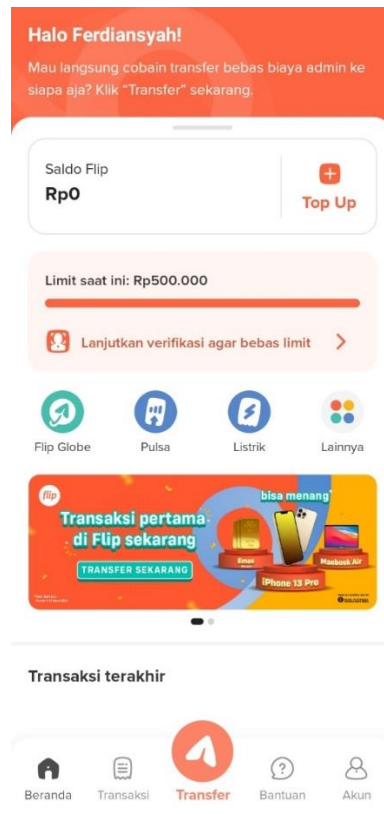 Halo Ferdiansyah!
Mau langsung cobain transfer bebas biaya admin ke
siapa aja? Klik “Transfer” sekarang.
Saldo Flip
Rp0
Top Up
Limit saat ini: Rp500.000
Lanjutkan verifikasi agar bebas limit
Flip Globe
Pulsa
Listrik
Lainnya
flip
Transaksi pertama
di Flip sekarang
TRANSFER SEKARANG
bisa menang
Emas
iPhone 13 Pro
Macbook Air
Transaksi terakhir
Beranda
Transaksi
Transfer
Bantuan
Akun